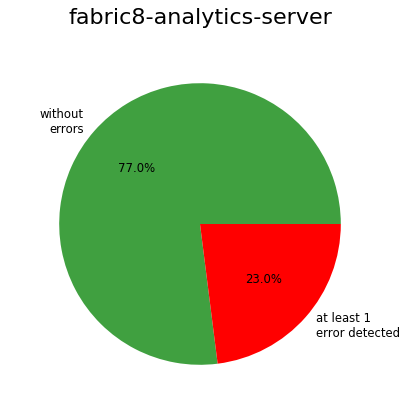 fabric8-analytics-server
without
errors
77.0%
23.0%
at least 1
error detected